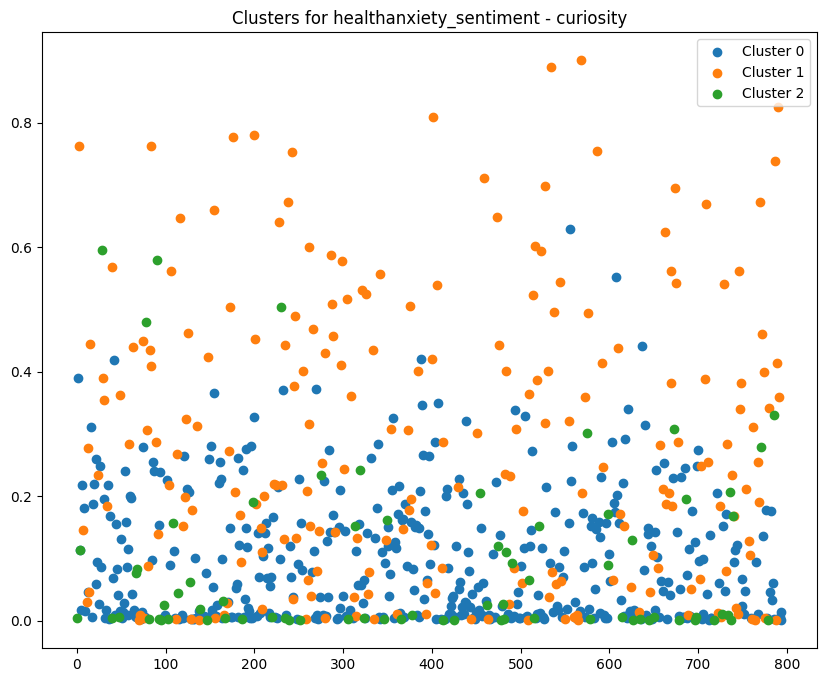 Clusters for healthanxiety_sentiment - curiosity
Cluster 0
Cluster 1
Cluster 2
0.8
0.6
0.4
0.2
0.0
0 100 200 300 400 500 600 700 800